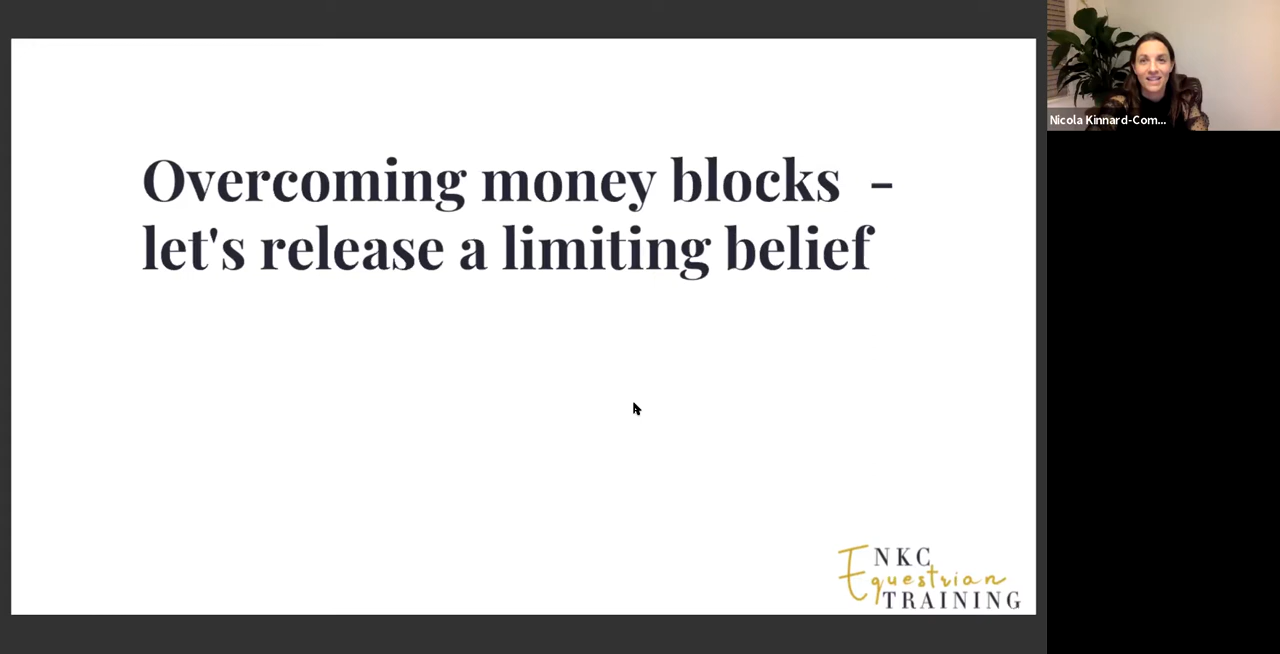 Overcoming money blocks -
let's release a limiting belief
Nicola Kinnard-Com...
NKC
Equestrian
TRAINING